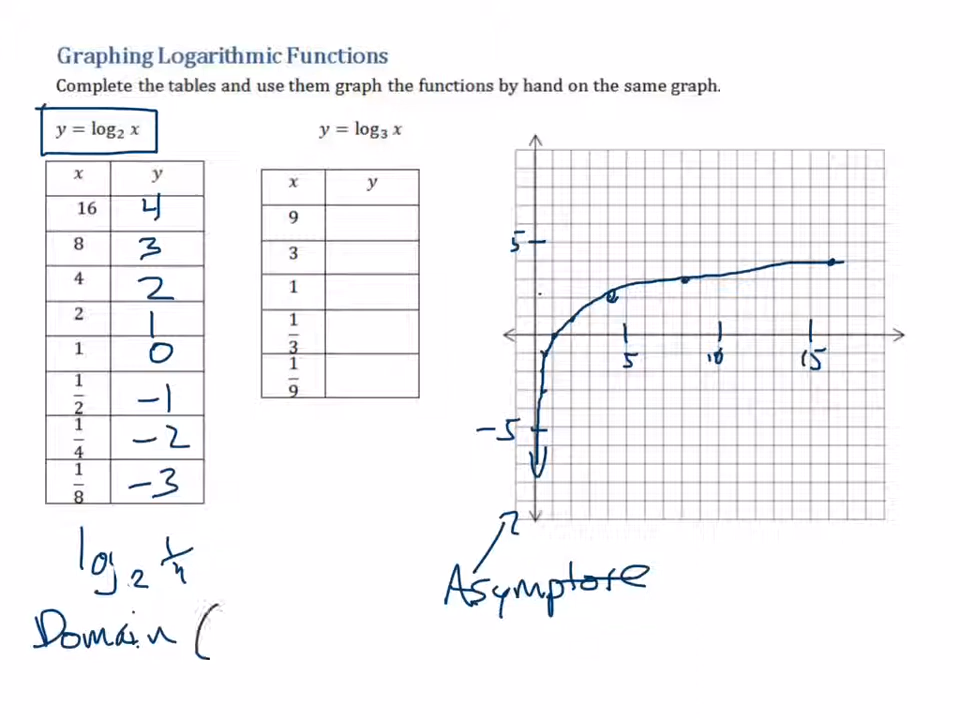 Graphing Logarithmic Functions
Complete the tables and use them graph the functions by hand on the same graph.
y = log₂ x
x y
16 4
8 3
4 2
2 1
1 0
1/2 -1
1/4 -2
1/8 -3
y = log₃ x
x y
9
3
1
1/3
1/9
5
5 10 15
-5
log₂ 1/4
Asymptote
Domain (